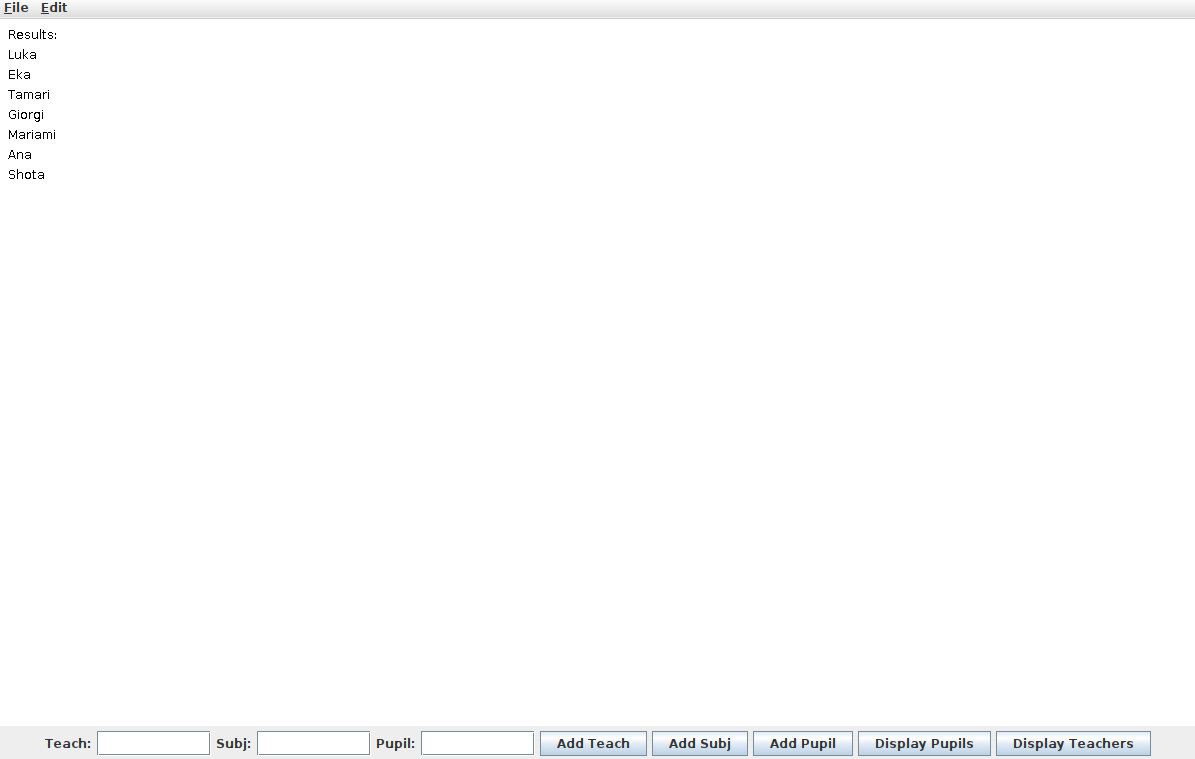 File Edit
Results:
Luka
Eka
Tamari
Giorgi
Mariami
Ana
Shota
Teach: Subj: Pupil: Add Teach Add Subj Add Pupil Display Pupils Display Teachers